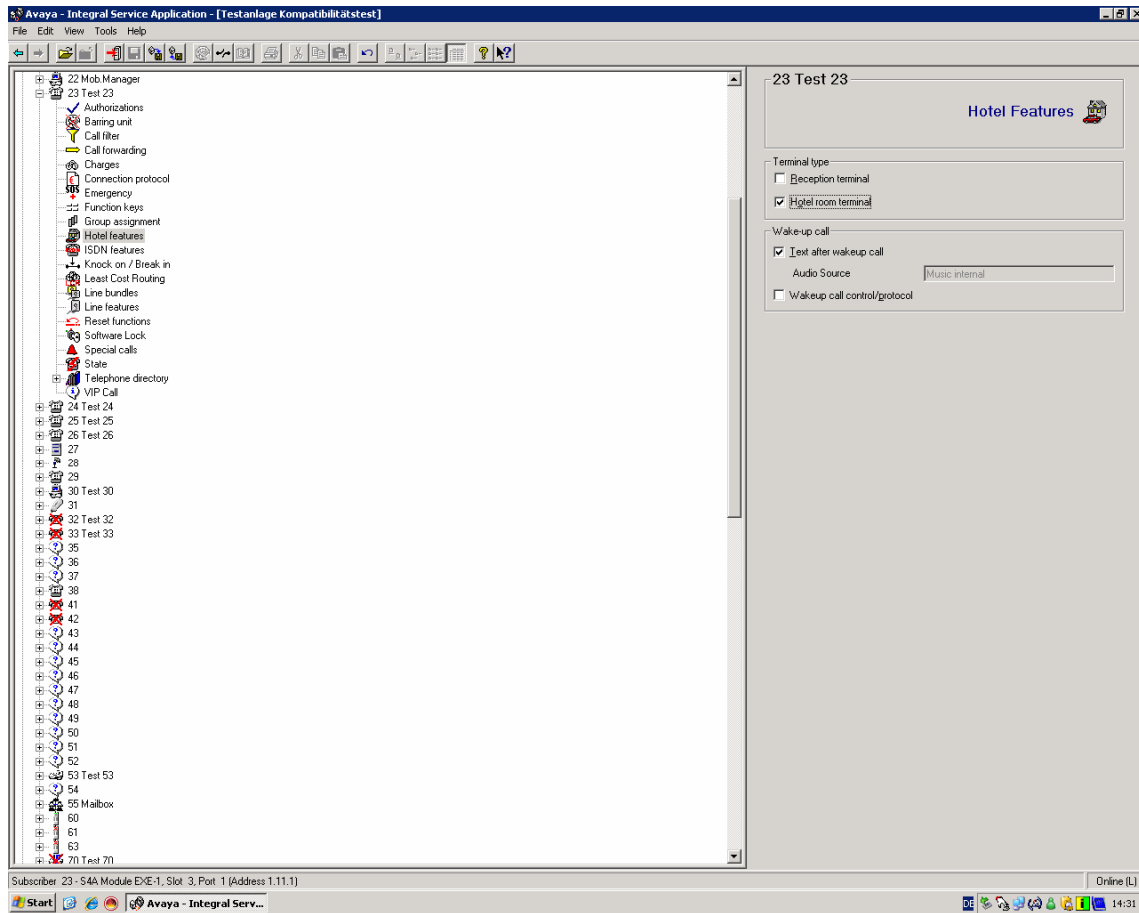 Avaya - Integral Service Application - [Testanlage Kompatibilitätstest]
File Edit View Tools Help
22 Mob.Manager
23 Test 23
Authorizations
Barring unit
Call filter
Call forwarding
Charges
Connection protocol
SOS
Emergency
Function keys
Group assignment
Hotel features
ISDN features
Knock on / Break in
Least Cost Routing
Line bundles
Line features
Reset functions
Software Lock
Special calls
State
Telephone directory
VIP Call
24 Test 24
25 Test 25
26 Test 26
27
28
29
30 Test 30
31
32 Test 32
33 Test 33
35
36
37
38
41
42
43
44
45
46
47
48
49
50
51
52
53 Test 53
54
55 Mailbox
60
61
63
70 Test 70
23 Test 23
Hotel Features
Terminal type
Reception terminal
Hotel room terminal
Wake-up call
Text after wakeup call
Audio Source
Music internal
Wakeup call control/protocol
Subscriber 23 - S4A Module EXE-1, Slot 3, Port 1 (Address 1.11.1)
Online (L)
Start
Avaya - Integral Serv...
DE
14:31